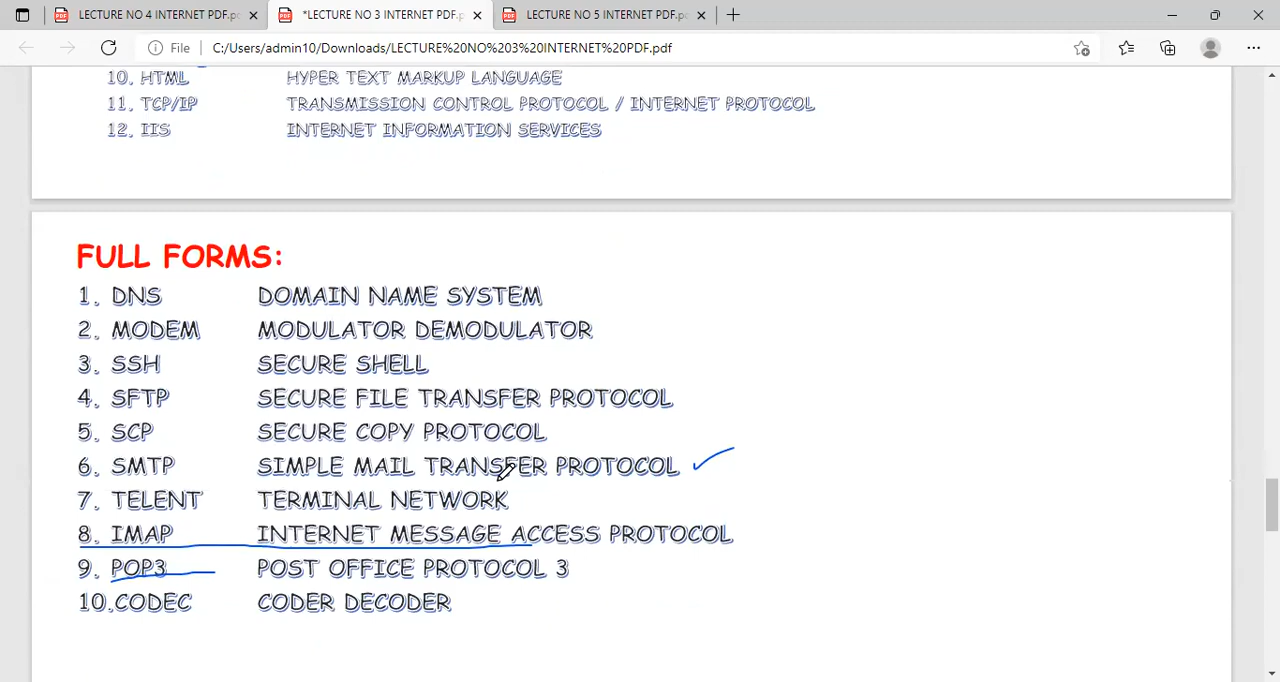 LECTURE NO 4 INTERNET PDF.p
*LECTURE NO 3 INTERNET PDF.p
LECTURE NO 5 INTERNET PDF.pd
File
C:/Users/admin10/Downloads/LECTURE%20NO%203%20INTERNET%20PDF.pdf
10. HTML HYPER TEXT MARKUP LANGUAGE
11. TCP/IP TRANSMISSION CONTROL PROTOCOL / INTERNET PROTOCOL
12. IIS INTERNET INFORMATION SERVICES
FULL FORMS:
1. DNS DOMAIN NAME SYSTEM
2. MODEM MODULATOR DEMODULATOR
3. SSH SECURE SHELL
4. SFTP SECURE FILE TRANSFER PROTOCOL
5. SCP SECURE COPY PROTOCOL
6. SMTP SIMPLE MAIL TRANSFER PROTOCOL
7. TELENT TERMINAL NETWORK
8. IMAP INTERNET MESSAGE ACCESS PROTOCOL
9. POP3 POST OFFICE PROTOCOL 3
10.CODEC CODER DECODER